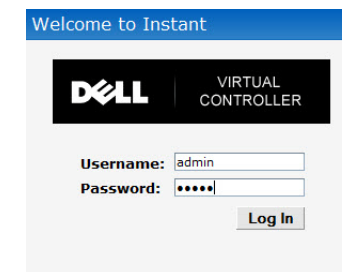 Welcome to Instant
DELL
VIRTUAL
CONTROLLER
Username: admin
Password: •••••
Log In